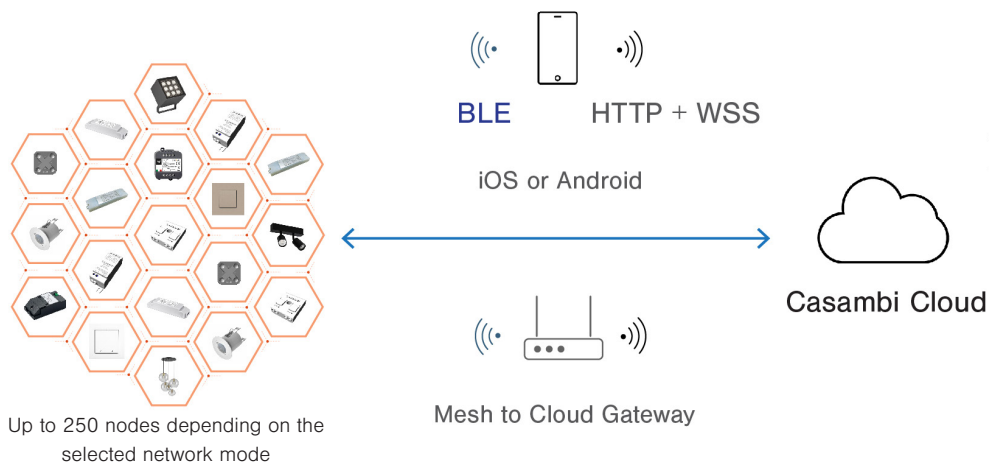 BLE
HTTP + WSS
iOS or Android
Casambi Cloud
Mesh to Cloud Gateway
Up to 250 nodes depending on the
selected network mode